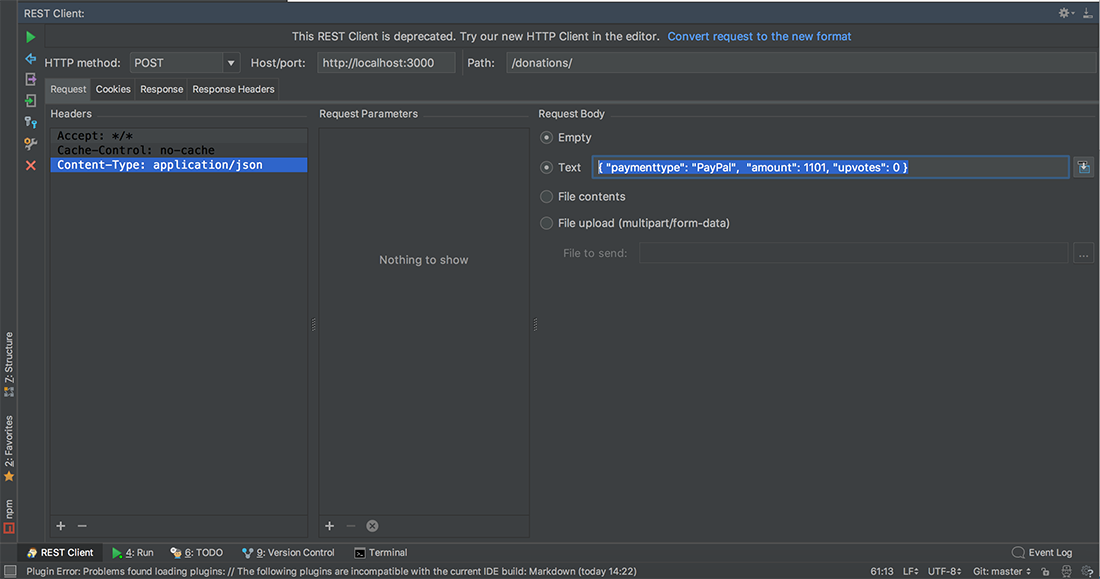 REST Client:
This REST Client is deprecated. Try our new HTTP Client in the editor. Convert request to the new format
HTTP method: POST Host/port: http://localhost:3000 Path: /donations/
Request Cookies Response Response Headers
Headers Request Parameters Request Body
Accept: */*
Cache-Control: no-cache
Content-Type: application/json
Empty
Text { "paymenttype": "PayPal", "amount": 1101, "upvotes": 0 }
File contents
File upload (multipart/form-data)
File to send: ...
Nothing to show
Z: Structure
2: Favorites
npm
REST Client 4: Run 6: TODO 9: Version Control Terminal Event Log
Plugin Error: Problems found loading plugins: // The following plugins are incompatible with the current IDE build: Markdown (today 14:22) 61:13 LF UTF-8 Git: master